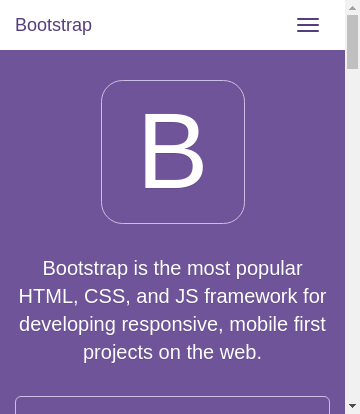 Bootstrap
B
Bootstrap is the most popular
HTML, CSS, and JS framework for
developing responsive, mobile first
projects on the web.